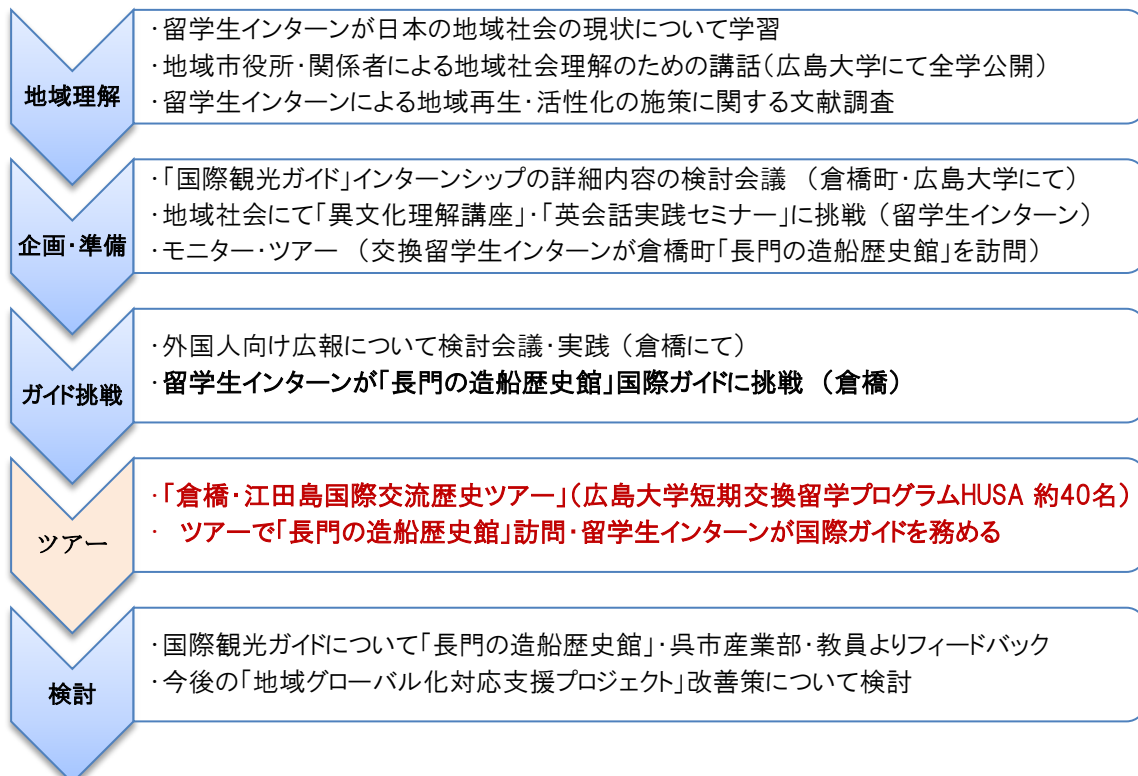 地域理解
・留学生インターンが日本の地域社会の現状について学習
・地域市役所・関係者による地域社会理解のための講話(広島大学にて全学公開)
・留学生インターンによる地域再生・活性化の施策に関する文献調査
企画・準備
・「国際観光ガイド」インターンシップの詳細内容の検討会議 (倉橋町・広島大学にて)
・地域社会にて「異文化理解講座」・「英会話実践セミナー」に挑戦 (留学生インターン)
・モニター・ツアー (交換留学生インターンが倉橋町「長門の造船歴史館」を訪問)
ガイド挑戦
・外国人向け広報について検討会議・実践 (倉橋にて)
・留学生インターンが「長門の造船歴史館」国際ガイドに挑戦 (倉橋)
ツアー
・「倉橋・江田島国際交流歴史ツアー」(広島大学短期交換留学プログラムHUSA 約40名)
・ ツアーで「長門の造船歴史館」訪問・留学生インターンが国際ガイドを務める
検討
・国際観光ガイドについて「長門の造船歴史館」・呉市産業部・教員よりフィードバック
・今後の「地域グローバル化対応支援プロジェクト」改善策について検討